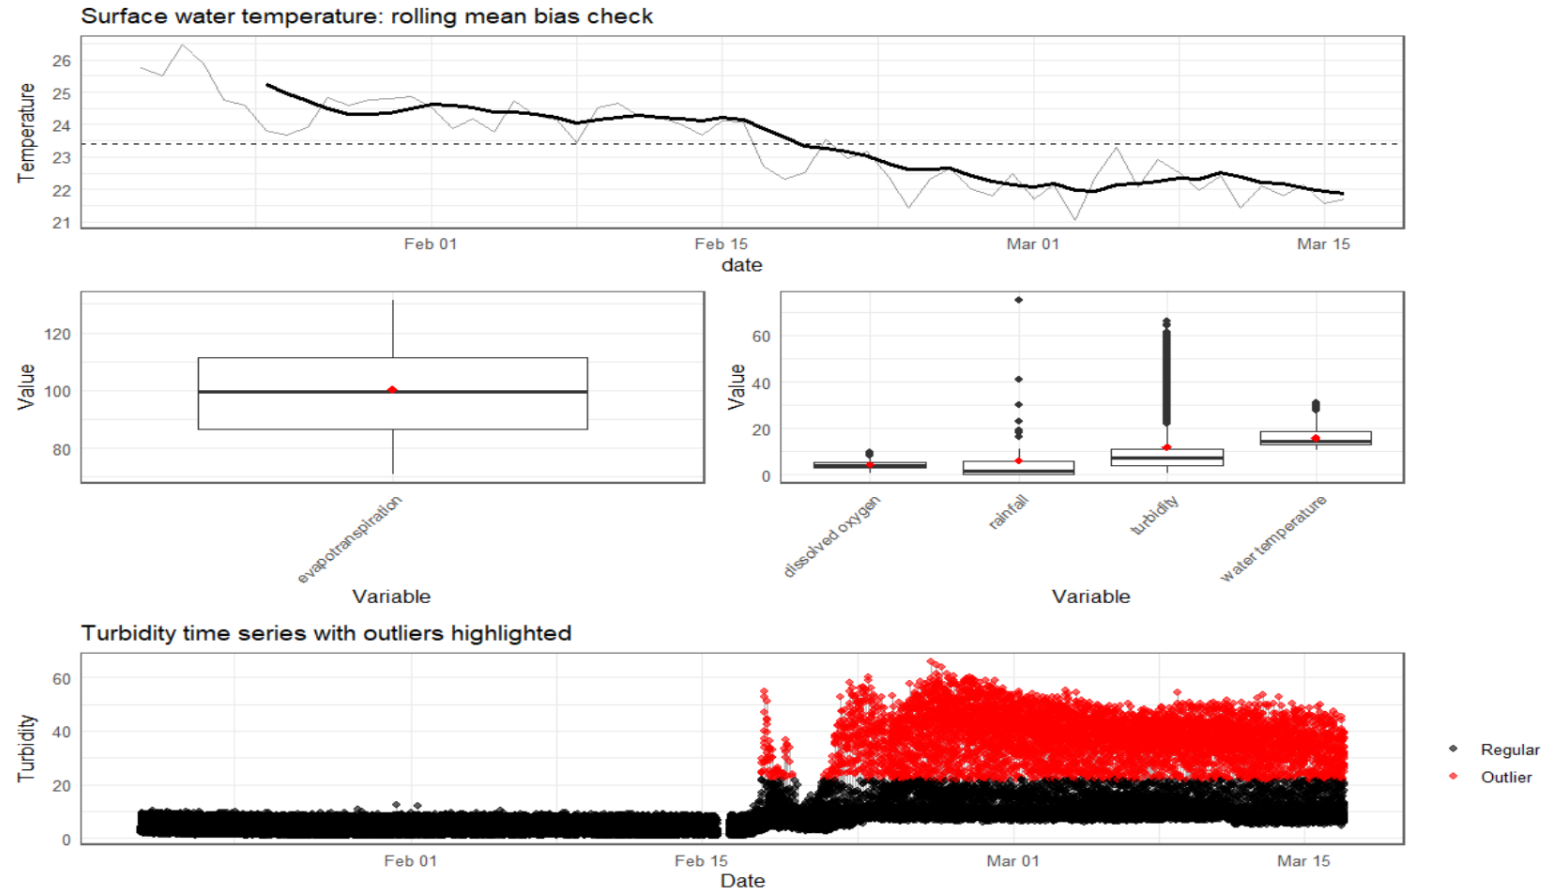 Surface water temperature: rolling mean bias check
Temperature
26
25
24
23
22
21
Feb 01
Feb 15
Mar 01
Mar 15
date
Value
120
100
80
evapotranspiration
Variable
Value
60
40
20
0
dissolved oxygen
rainfall
turbidity
water temperature
Variable
Turbidity time series with outliers highlighted
Turbidity
60
40
20
0
Feb 01
Feb 15
Mar 01
Mar 15
Date
Regular
Outlier